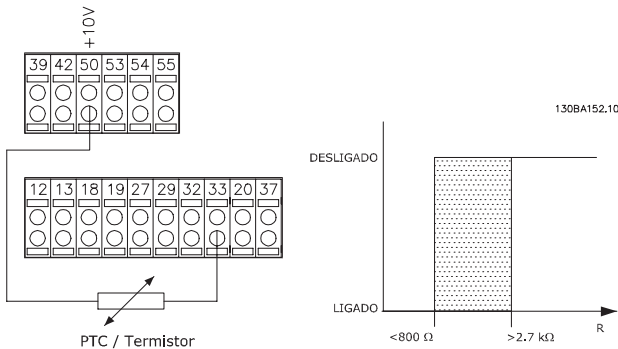 +10V
39 42 50 53 54 55
12 13 18 19 27 29 32 33 20 37
PTC / Termistor
130BA152.10
DESLIGADO
LIGADO
<800 Ω >2.7 kΩ R